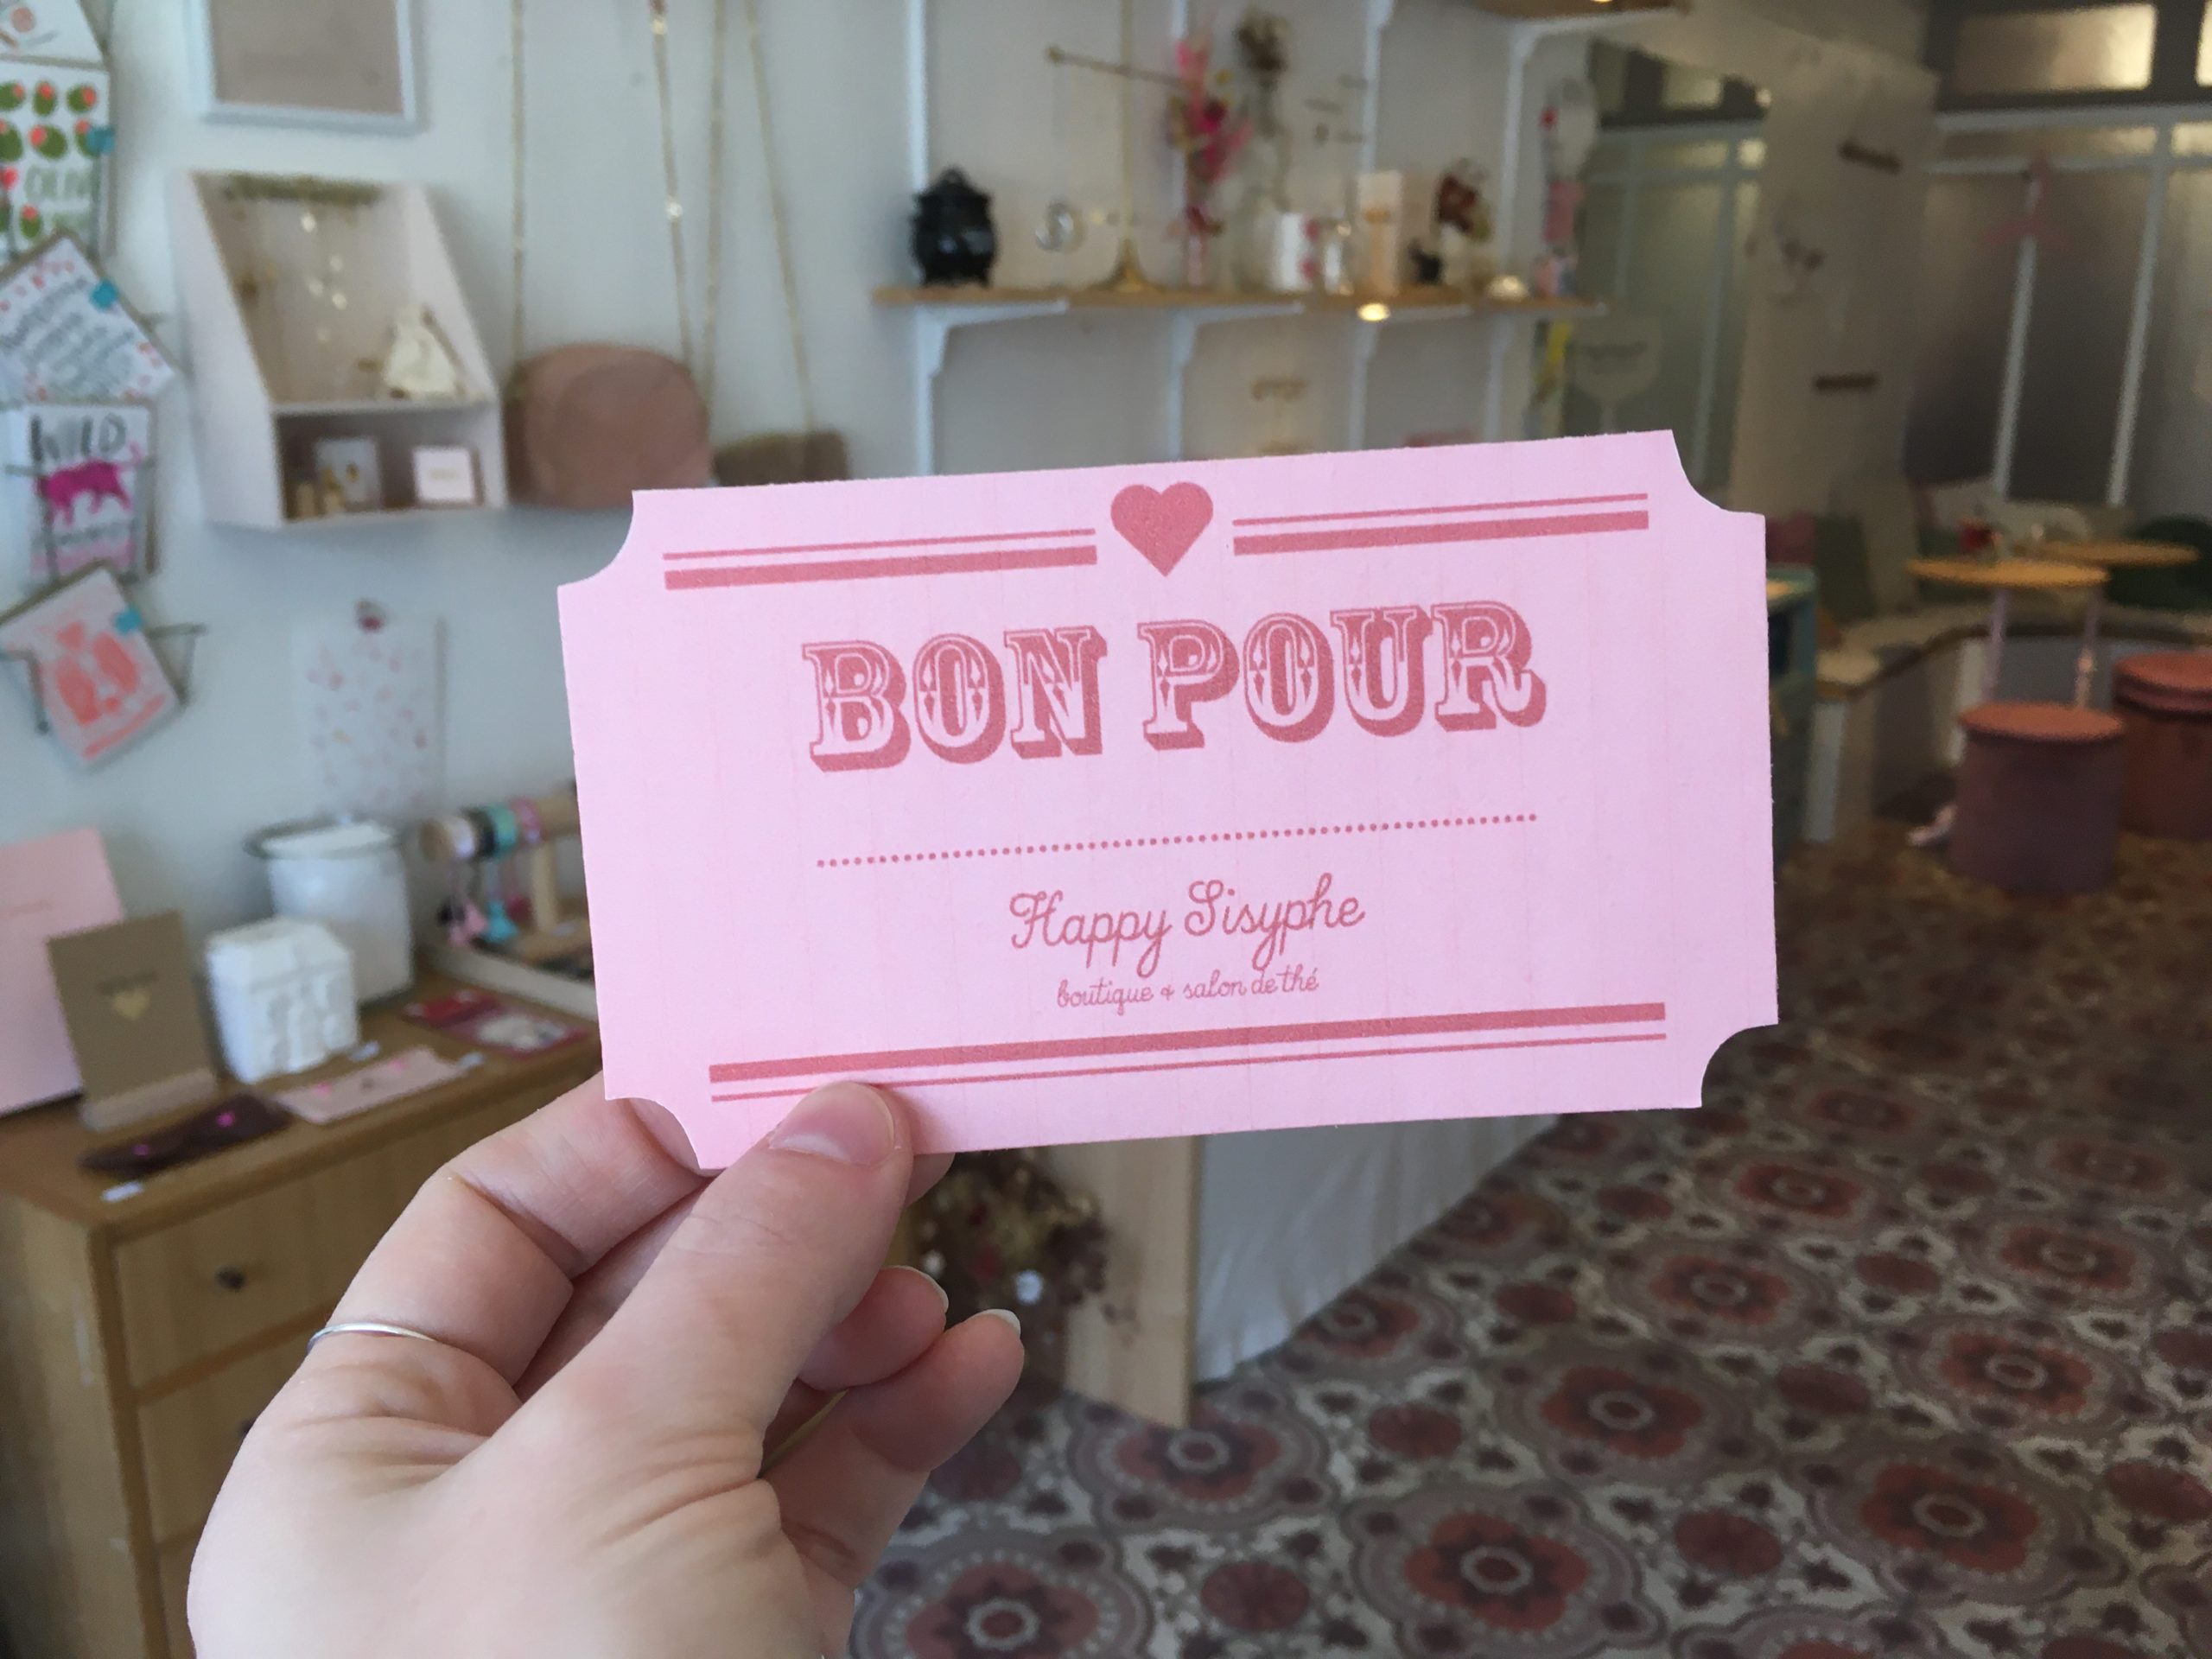 BON POUR
Happy Sisyphe
boutique & salon de thé
WILD